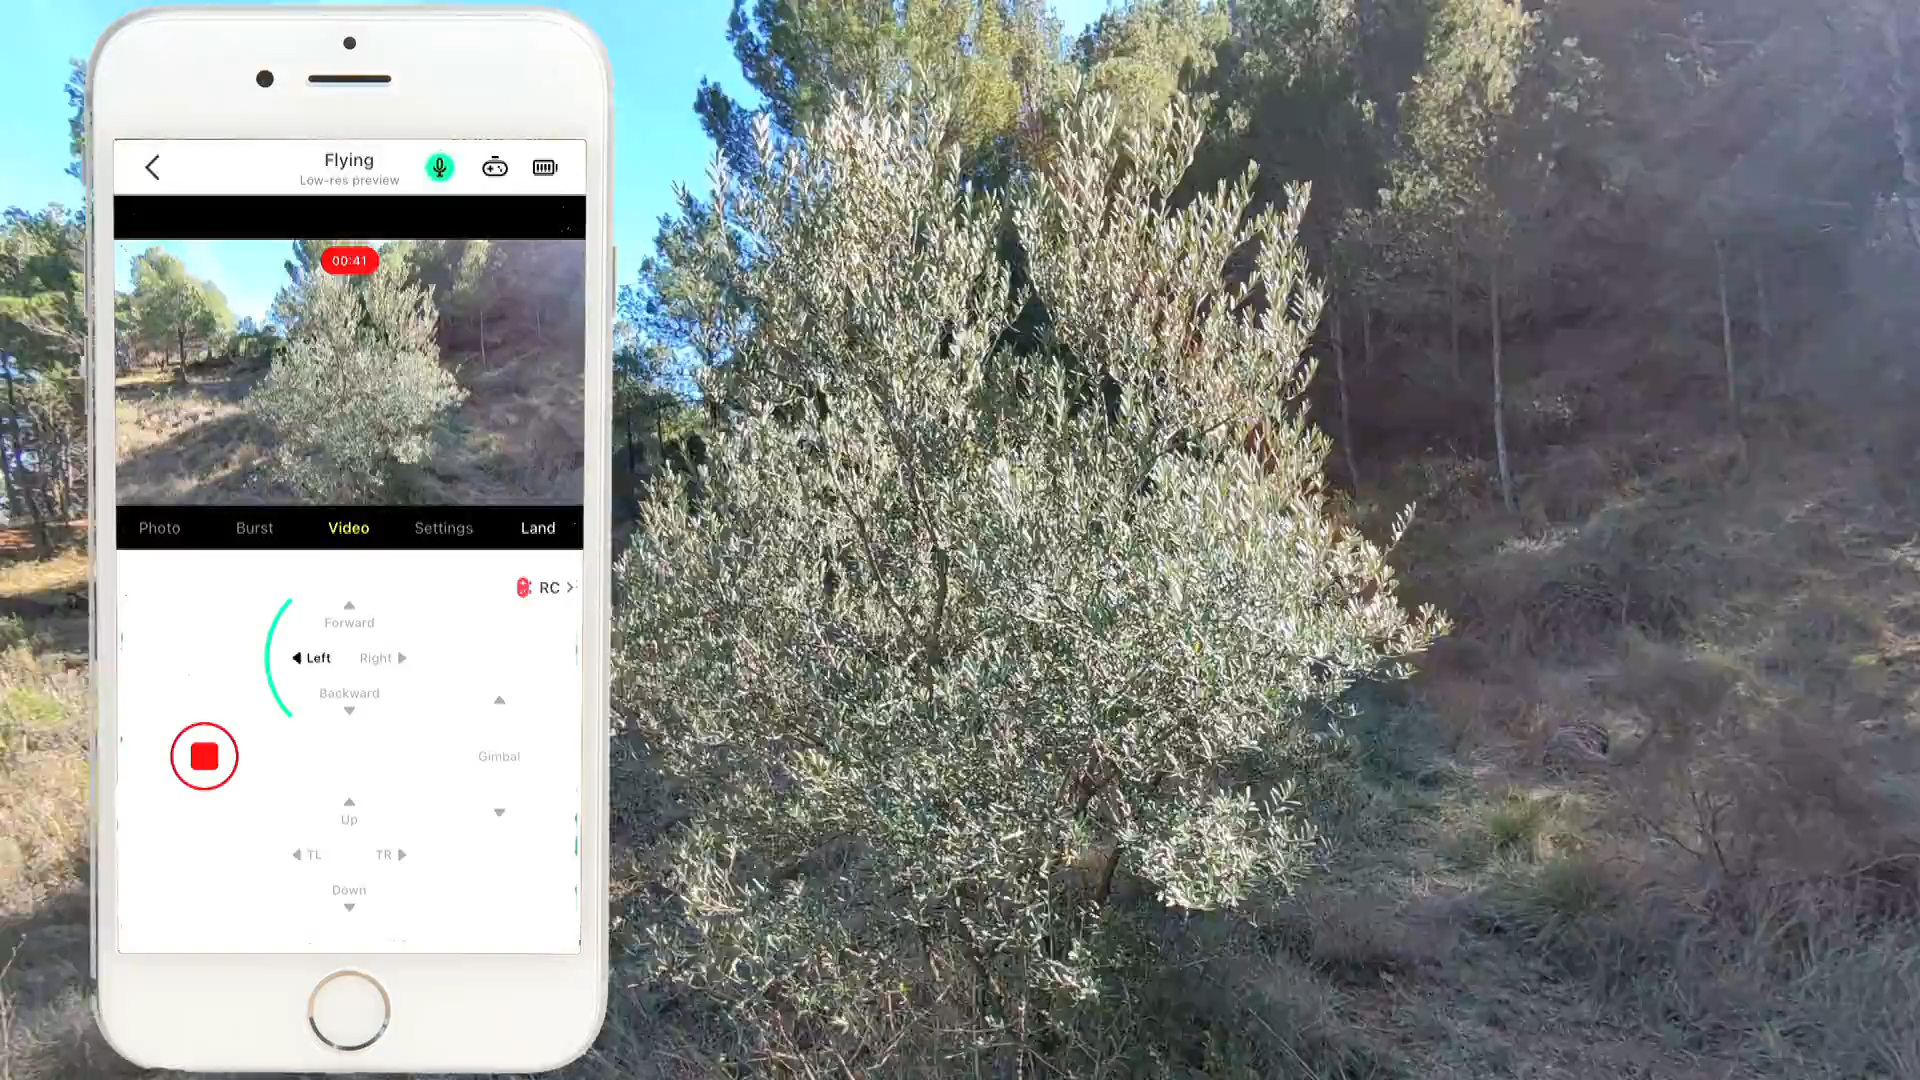 Flying
Low-res preview
00:41
Photo Burst Video Settings Land
RC >
Forward
Left Right
Backward
Gimbal
Up
TL TR
Down